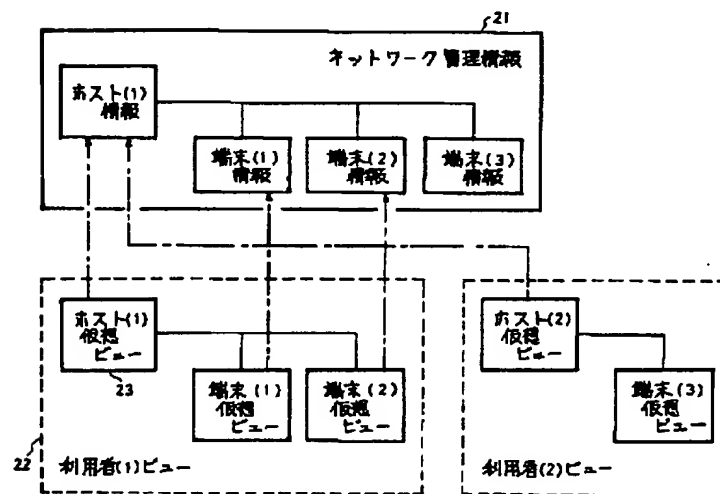 21
ネットワーク管理情報
ホスト(1)
情報
端末(1)
情報
端末(2)
情報
端末(3)
情報
ホスト(1)
仮想
ビュー
23
端末(1)
仮想
ビュー
端末(2)
仮想
ビュー
22
利用者(1)ビュー
ホスト(2)
仮想
ビュー
端末(3)
仮想
ビュー
利用者(2)ビュー